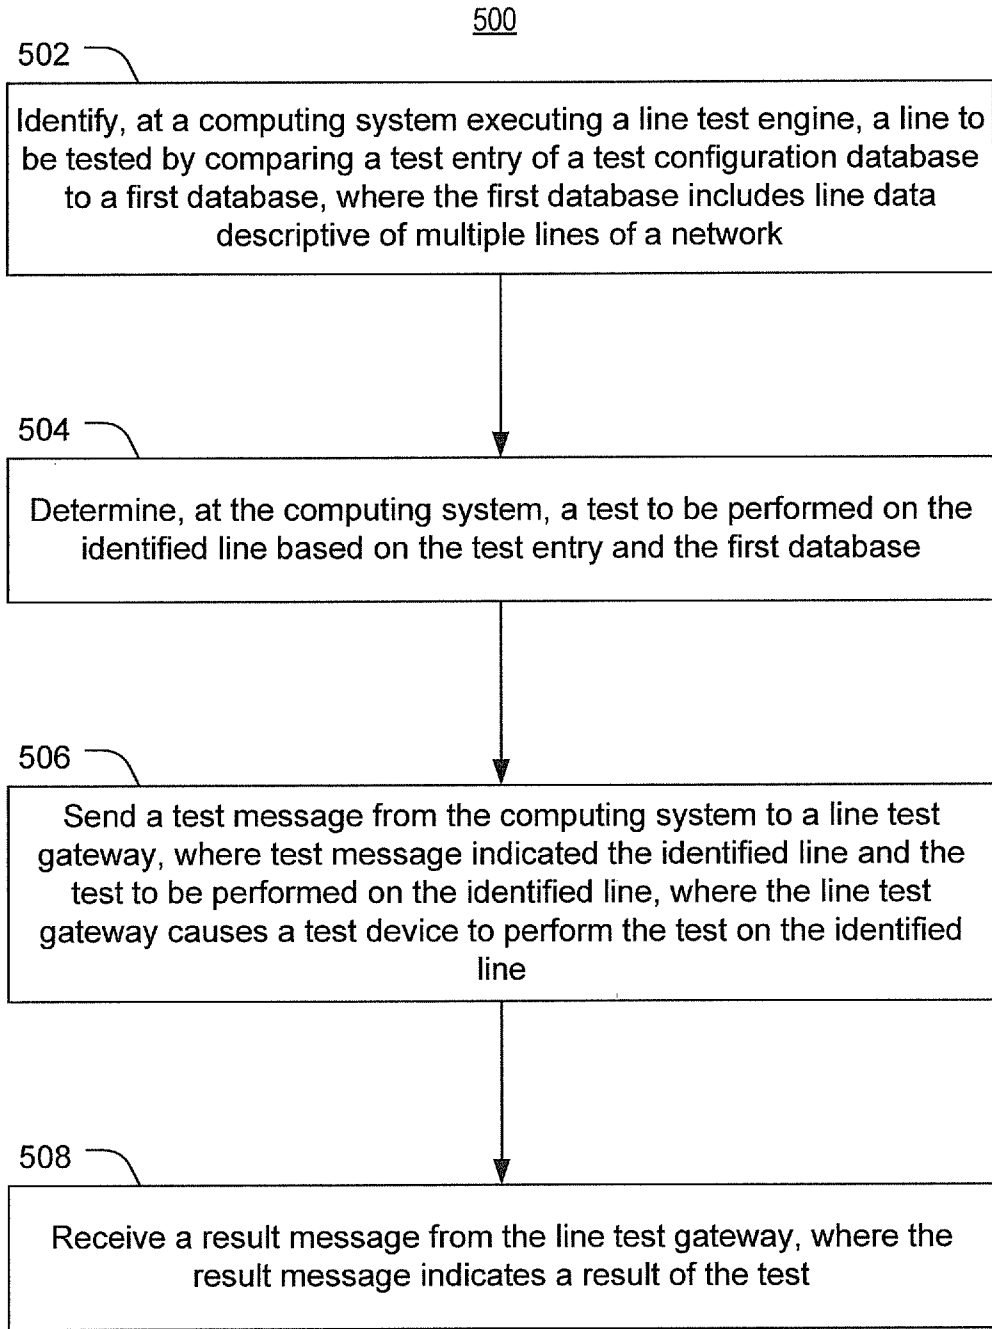 500
502
Identify, at a computing system executing a line test engine, a line to
be tested by comparing a test entry of a test configuration database
to a first database, where the first database includes line data
descriptive of multiple lines of a network
504
Determine, at the computing system, a test to be performed on the
identified line based on the test entry and the first database
506
Send a test message from the computing system to a line test
gateway, where test message indicated the identified line and the
test to be performed on the identified line, where the line test
gateway causes a test device to perform the test on the identified
line
508
Receive a result message from the line test gateway, where the
result message indicates a result of the test